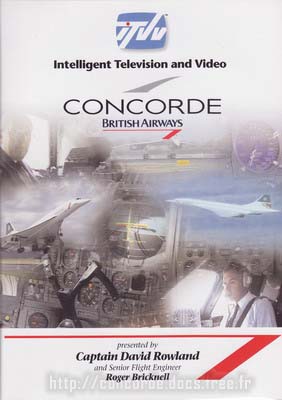 itvv
Intelligent Television and Video
CONCORDE
BRITISH AIRWAYS
presented by
Captain David Rowland
and Senior Flight Engineer
Roger Bricknell
http://concorde.docs.free.fr